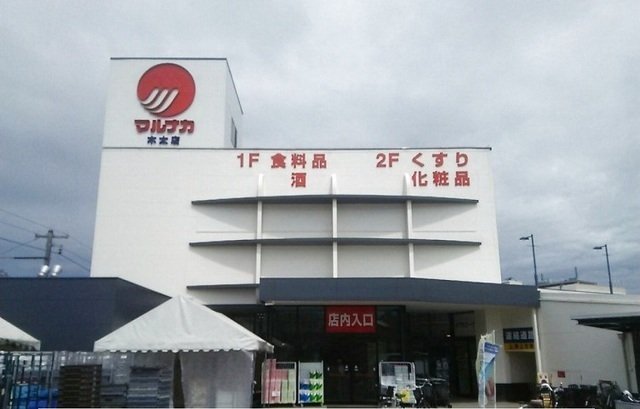 マルナカ
木太店
1F 食料品
酒
2F くすり
化粧品
店内入口